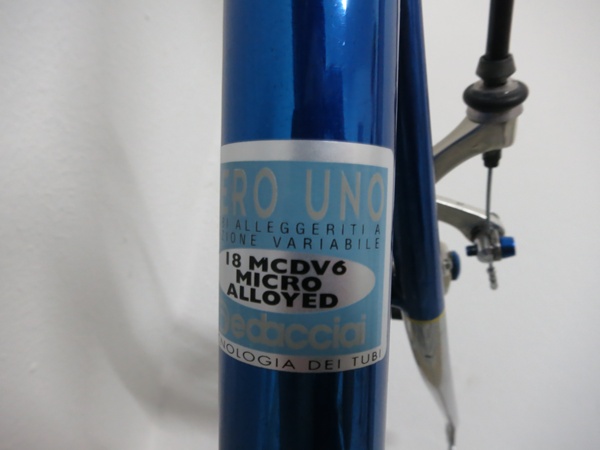 ERO UNO
ALLEGGERITI A
IONE VARIABILE
18 MCDV6
MICRO
ALLOYED
Dedacciai
NOLOGIA DEI TUBI